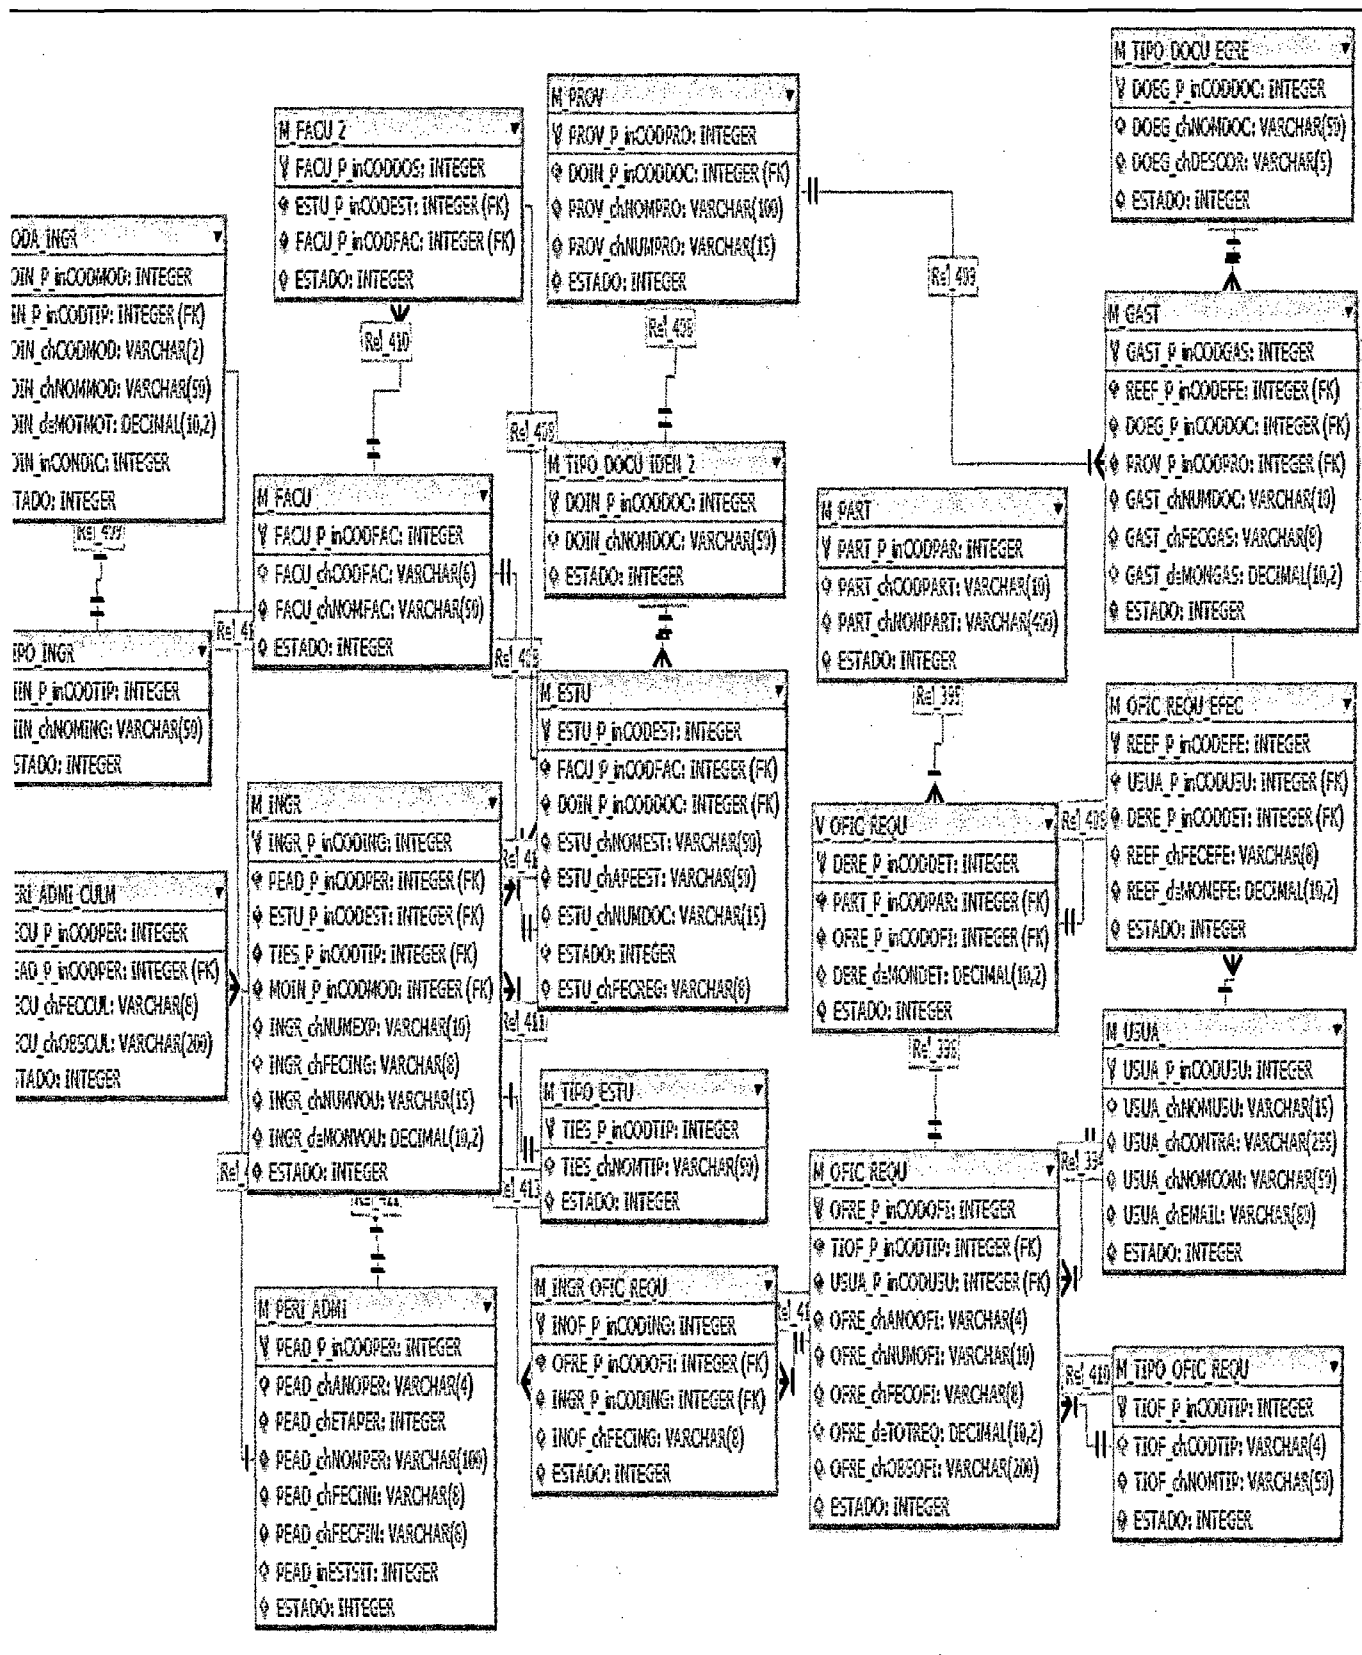 M_TIPO_DOCU_EGRE
DOEG_P_inCODDOC: INTEGER
DOEG_chNOMDOC: VARCHAR(50)
DOEG_chDESCOR: VARCHAR(5)
ESTADO: INTEGER
M_PROV
PROV_P_inCODPRO: INTEGER
DOIN_P_inCODDOC: INTEGER (FK)
PROV_chNOMPRO: VARCHAR(100)
PROV_chNUMPRO: VARCHAR(15)
ESTADO: INTEGER
M_FACU_2
FACU_P_inCODDOS: INTEGER
ESTU_P_inCODEST: INTEGER (FK)
FACU_P_inCODFAC: INTEGER (FK)
ESTADO: INTEGER
ODA_INGR
OIN_P_inCODMOD: INTEGER
IN_P_inCODTIP: INTEGER (FK)
OIN_chCODMOD: VARCHAR(2)
OIN_chNOMMOD: VARCHAR(50)
OIN_deMOTMOT: DECIMAL(10,2)
OIN_inCONDIC: INTEGER
STADO: INTEGER
Rel_410
M_GAST
GAST_P_inCODGAS: INTEGER
REEF_P_inCODEFE: INTEGER (FK)
DOEG_P_inCODDOC: INTEGER (FK)
PROV_P_inCODPRO: INTEGER (FK)
GAST_chNUMDOC: VARCHAR(10)
GAST_chFECGAS: VARCHAR(8)
GAST_deMONGAS: DECIMAL(10,2)
ESTADO: INTEGER
M_TIPO_DOCU_IDEN_2
DOIN_P_inCODDOC: INTEGER
DOIN_chNOMDOC: VARCHAR(50)
ESTADO: INTEGER
M_FACU
FACU_P_inCODFAC: INTEGER
FACU_chCODFAC: VARCHAR(6)
FACU_chNOMFAC: VARCHAR(50)
ESTADO: INTEGER
M_PART
PART_P_inCODPAR: INTEGER
PART_chCODPART: VARCHAR(10)
PART_chNOMPART: VARCHAR(400)
ESTADO: INTEGER
Rel_395
IPO_INGR
IIN_P_inCODTIP: INTEGER
IIN_chNOMING: VARCHAR(50)
STADO: INTEGER
M_ESTU
ESTU_P_inCODEST: INTEGER
FACU_P_inCODFAC: INTEGER (FK)
DOIN_P_inCODDOC: INTEGER (FK)
ESTU_chNOMEST: VARCHAR(50)
ESTU_chAPEEST: VARCHAR(50)
ESTU_chNUMDOC: VARCHAR(15)
ESTADO: INTEGER
ESTU_chFECREG: VARCHAR(8)
M_OFIC_REQU_EFEC
REEF_P_inCODEFE: INTEGER
USUA_P_inCODUSU: INTEGER (FK)
DERE_P_inCODDET: INTEGER (FK)
REEF_chFECEFE: VARCHAR(8)
REEF_deMONEFE: DECIMAL(10,2)
ESTADO: INTEGER
M_INGR
INGR_P_inCODING: INTEGER
PEAD_P_inCODPER: INTEGER (FK)
ESTU_P_inCODEST: INTEGER (FK)
TIES_P_inCODTIP: INTEGER (FK)
MOIN_P_inCODMOD: INTEGER (FK)
INGR_chNUMEXP: VARCHAR(10)
INGR_chFECING: VARCHAR(8)
INGR_chNUMVOU: VARCHAR(15)
INGR_deMONVOU: DECIMAL(10,2)
ESTADO: INTEGER
V_OFIC_REQU
DERE_P_inCODDET: INTEGER
PART_P_inCODPAR: INTEGER (FK)
OFRE_P_inCODOFI: INTEGER (FK)
DERE_deMONDET: DECIMAL(10,2)
ESTADO: INTEGER
ERI_ADMI_CULM
ECU_P_inCODPER: INTEGER
EAD_P_inCODPER: INTEGER (FK)
ECU_chFECCUL: VARCHAR(8)
ECU_chOBSCUL: VARCHAR(200)
STADO: INTEGER
M_USUA_
USUA_P_inCODUSU: INTEGER
USUA_chNOMUSU: VARCHAR(15)
USUA_chCONTRA: VARCHAR(255)
USUA_chNOMCOM: VARCHAR(50)
USUA_chEMAIL: VARCHAR(80)
ESTADO: INTEGER
M_TIPO_ESTU
TIES_P_inCODTIP: INTEGER
TIES_chNOMTIP: VARCHAR(50)
ESTADO: INTEGER
M_OFIC_REQU
OFRE_P_inCODOFI: INTEGER
TIOF_P_inCODTIP: INTEGER (FK)
USUA_P_inCODUSU: INTEGER (FK)
OFRE_chANOOFI: VARCHAR(4)
OFRE_chNUMOFI: VARCHAR(10)
OFRE_chFECOFI: VARCHAR(8)
OFRE_deTOTREQ: DECIMAL(10,2)
OFRE_chOBSOFI: VARCHAR(200)
ESTADO: INTEGER
M_INGR_OFIC_REQU
INOF_P_inCODING: INTEGER
OFRE_P_inCODOFI: INTEGER (FK)
INGR_P_inCODING: INTEGER (FK)
INOF_chFECING: VARCHAR(8)
ESTADO: INTEGER
M_PERI_ADMI
PEAD_P_inCODPER: INTEGER
PEAD_chANOPER: VARCHAR(4)
PEAD_chETAPER: INTEGER
PEAD_chNOMPER: VARCHAR(100)
PEAD_chFECINI: VARCHAR(8)
PEAD_chFECFIN: VARCHAR(8)
PEAD_inESTSIT: INTEGER
ESTADO: INTEGER
M_TIPO_OFIC_REQU
TIOF_P_inCODTIP: INTEGER
TIOF_chCODTIP: VARCHAR(4)
TIOF_chNOMTIP: VARCHAR(50)
ESTADO: INTEGER